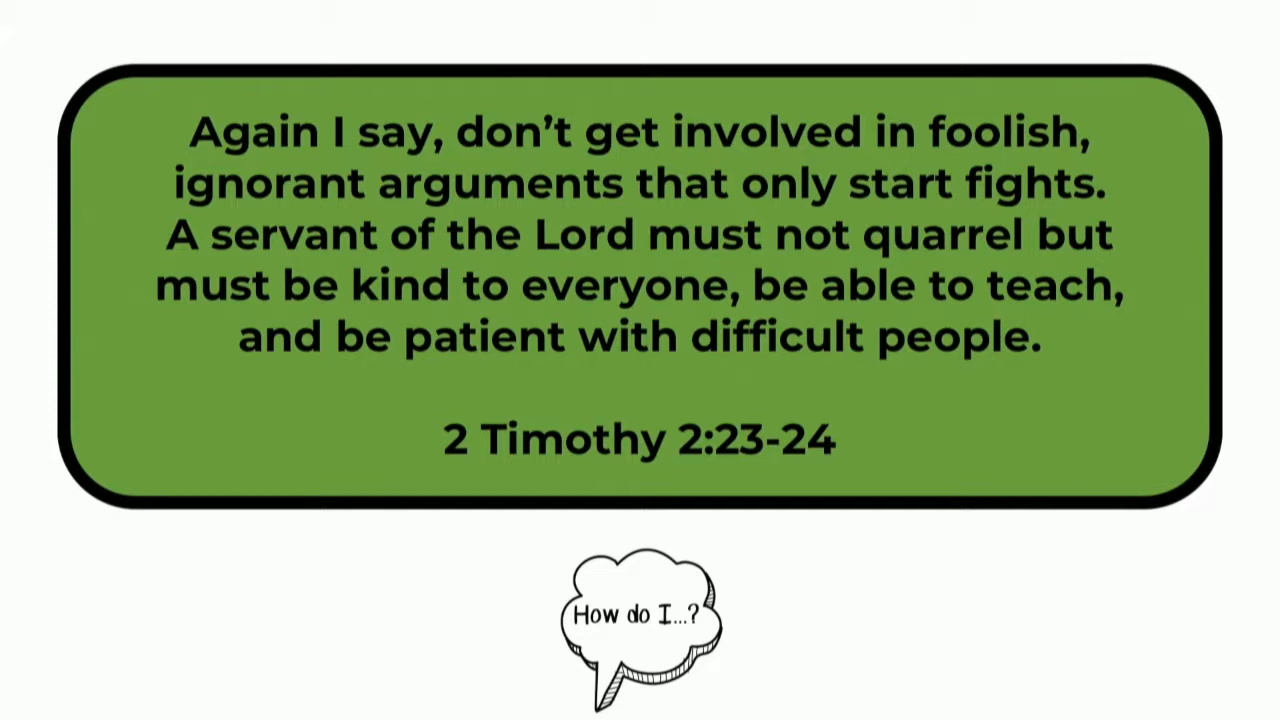 Again I say, don’t get involved in foolish,
ignorant arguments that only start fights.
A servant of the Lord must not quarrel but
must be kind to everyone, be able to teach,
and be patient with difficult people.
2 Timothy 2:23-24
How do I...?